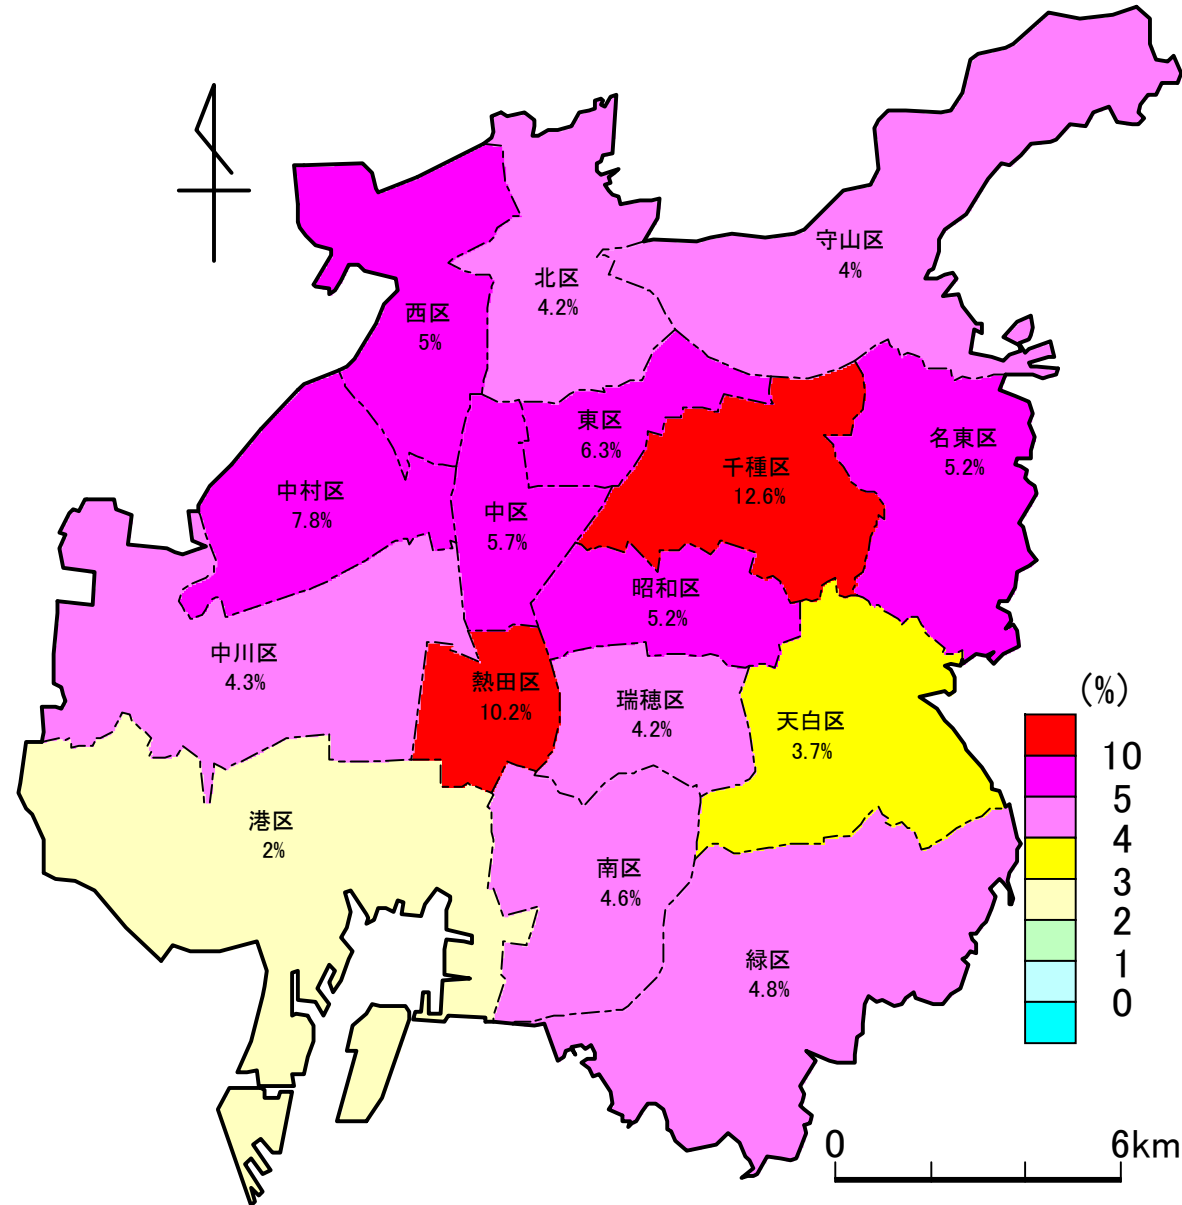 守山区
4%
北区
4.2%
西区
5%
東区
6.3%
名東区
5.2%
千種区
12.6%
中村区
7.8%
中区
5.7%
昭和区
5.2%
中川区
4.3%
熱田区
10.2%
瑞穂区
4.2%
天白区
3.7%
港区
2%
南区
4.6%
緑区
4.8%
(%)
10
5
4
3
2
1
0
0 6km